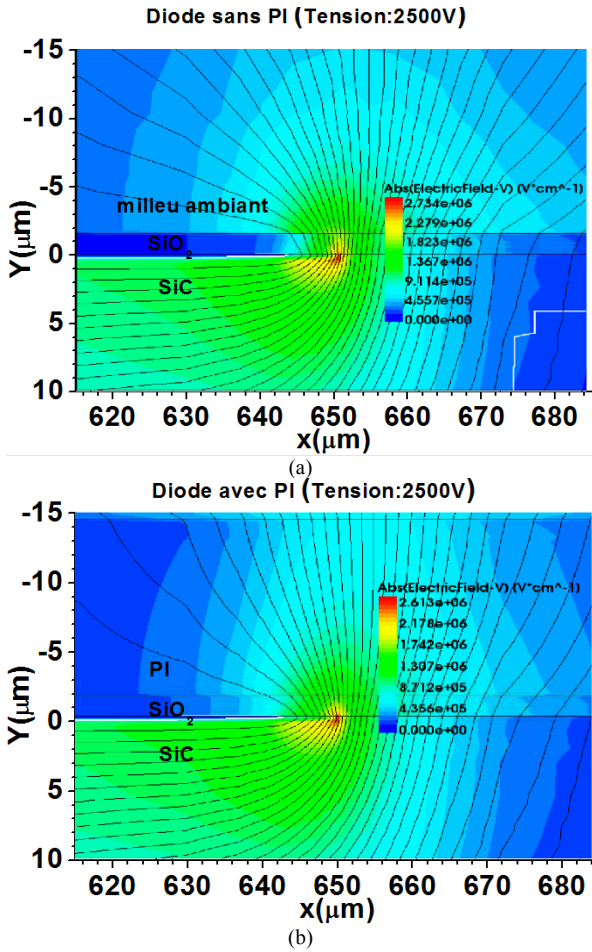 Diode sans PI (Tension:2500V)
-15
-10
-5
0
5
10
Y(μm)
milleu ambiant
SiO2
SiC
Abs(ElectricField-V) (V*cm^-1)
2.734e+06
2.279e+06
1.823e+06
1.367e+06
9.114e+05
4.557e+05
0.000e+00
620 630 640 650 660 670 680
x(μm)
(a)
Diode avec PI (Tension:2500V)
-15
-10
-5
0
5
10
Y(μm)
PI
SiO2
SiC
Abs(ElectricField-V) (V*cm^-1)
2.613e+06
2.178e+06
1.742e+06
1.307e+06
8.712e+05
4.356e+05
0.000e+00
620 630 640 650 660 670 680
x(μm)
(b)